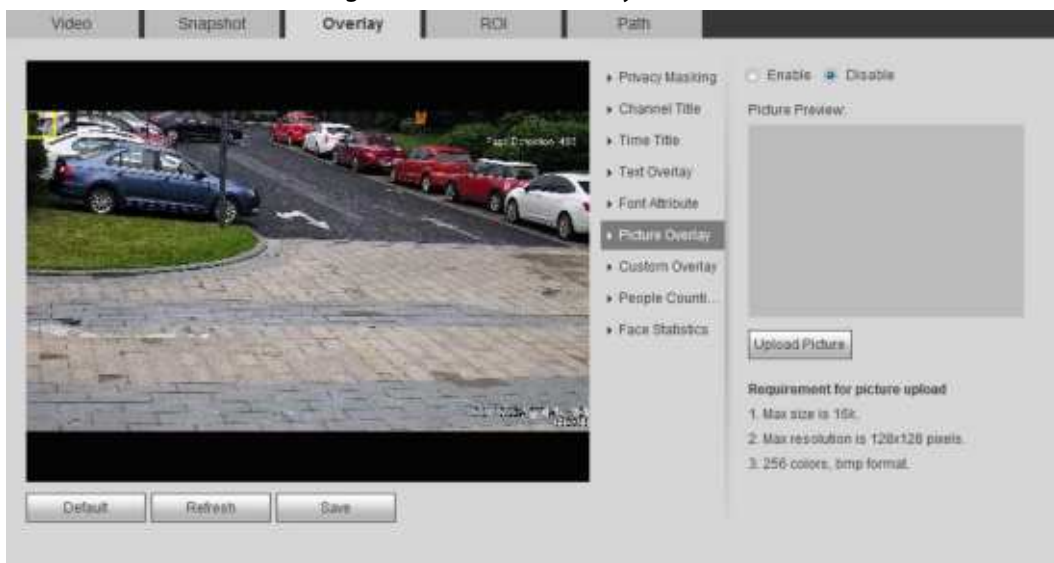 Video Snapshot Overlay ROI Path
Privacy Masking
Channel Title
Time Title
Text Overlay
Font Attribute
Picture Overlay
Custom Overlay
People Counti...
Face Statistics
Enable Disable
Picture Preview:
Upload Picture
Requirement for picture upload
1. Max size is 16k.
2. Max resolution is 128x128 pixels.
3. 256 colors, bmp format.
Default Refresh Save